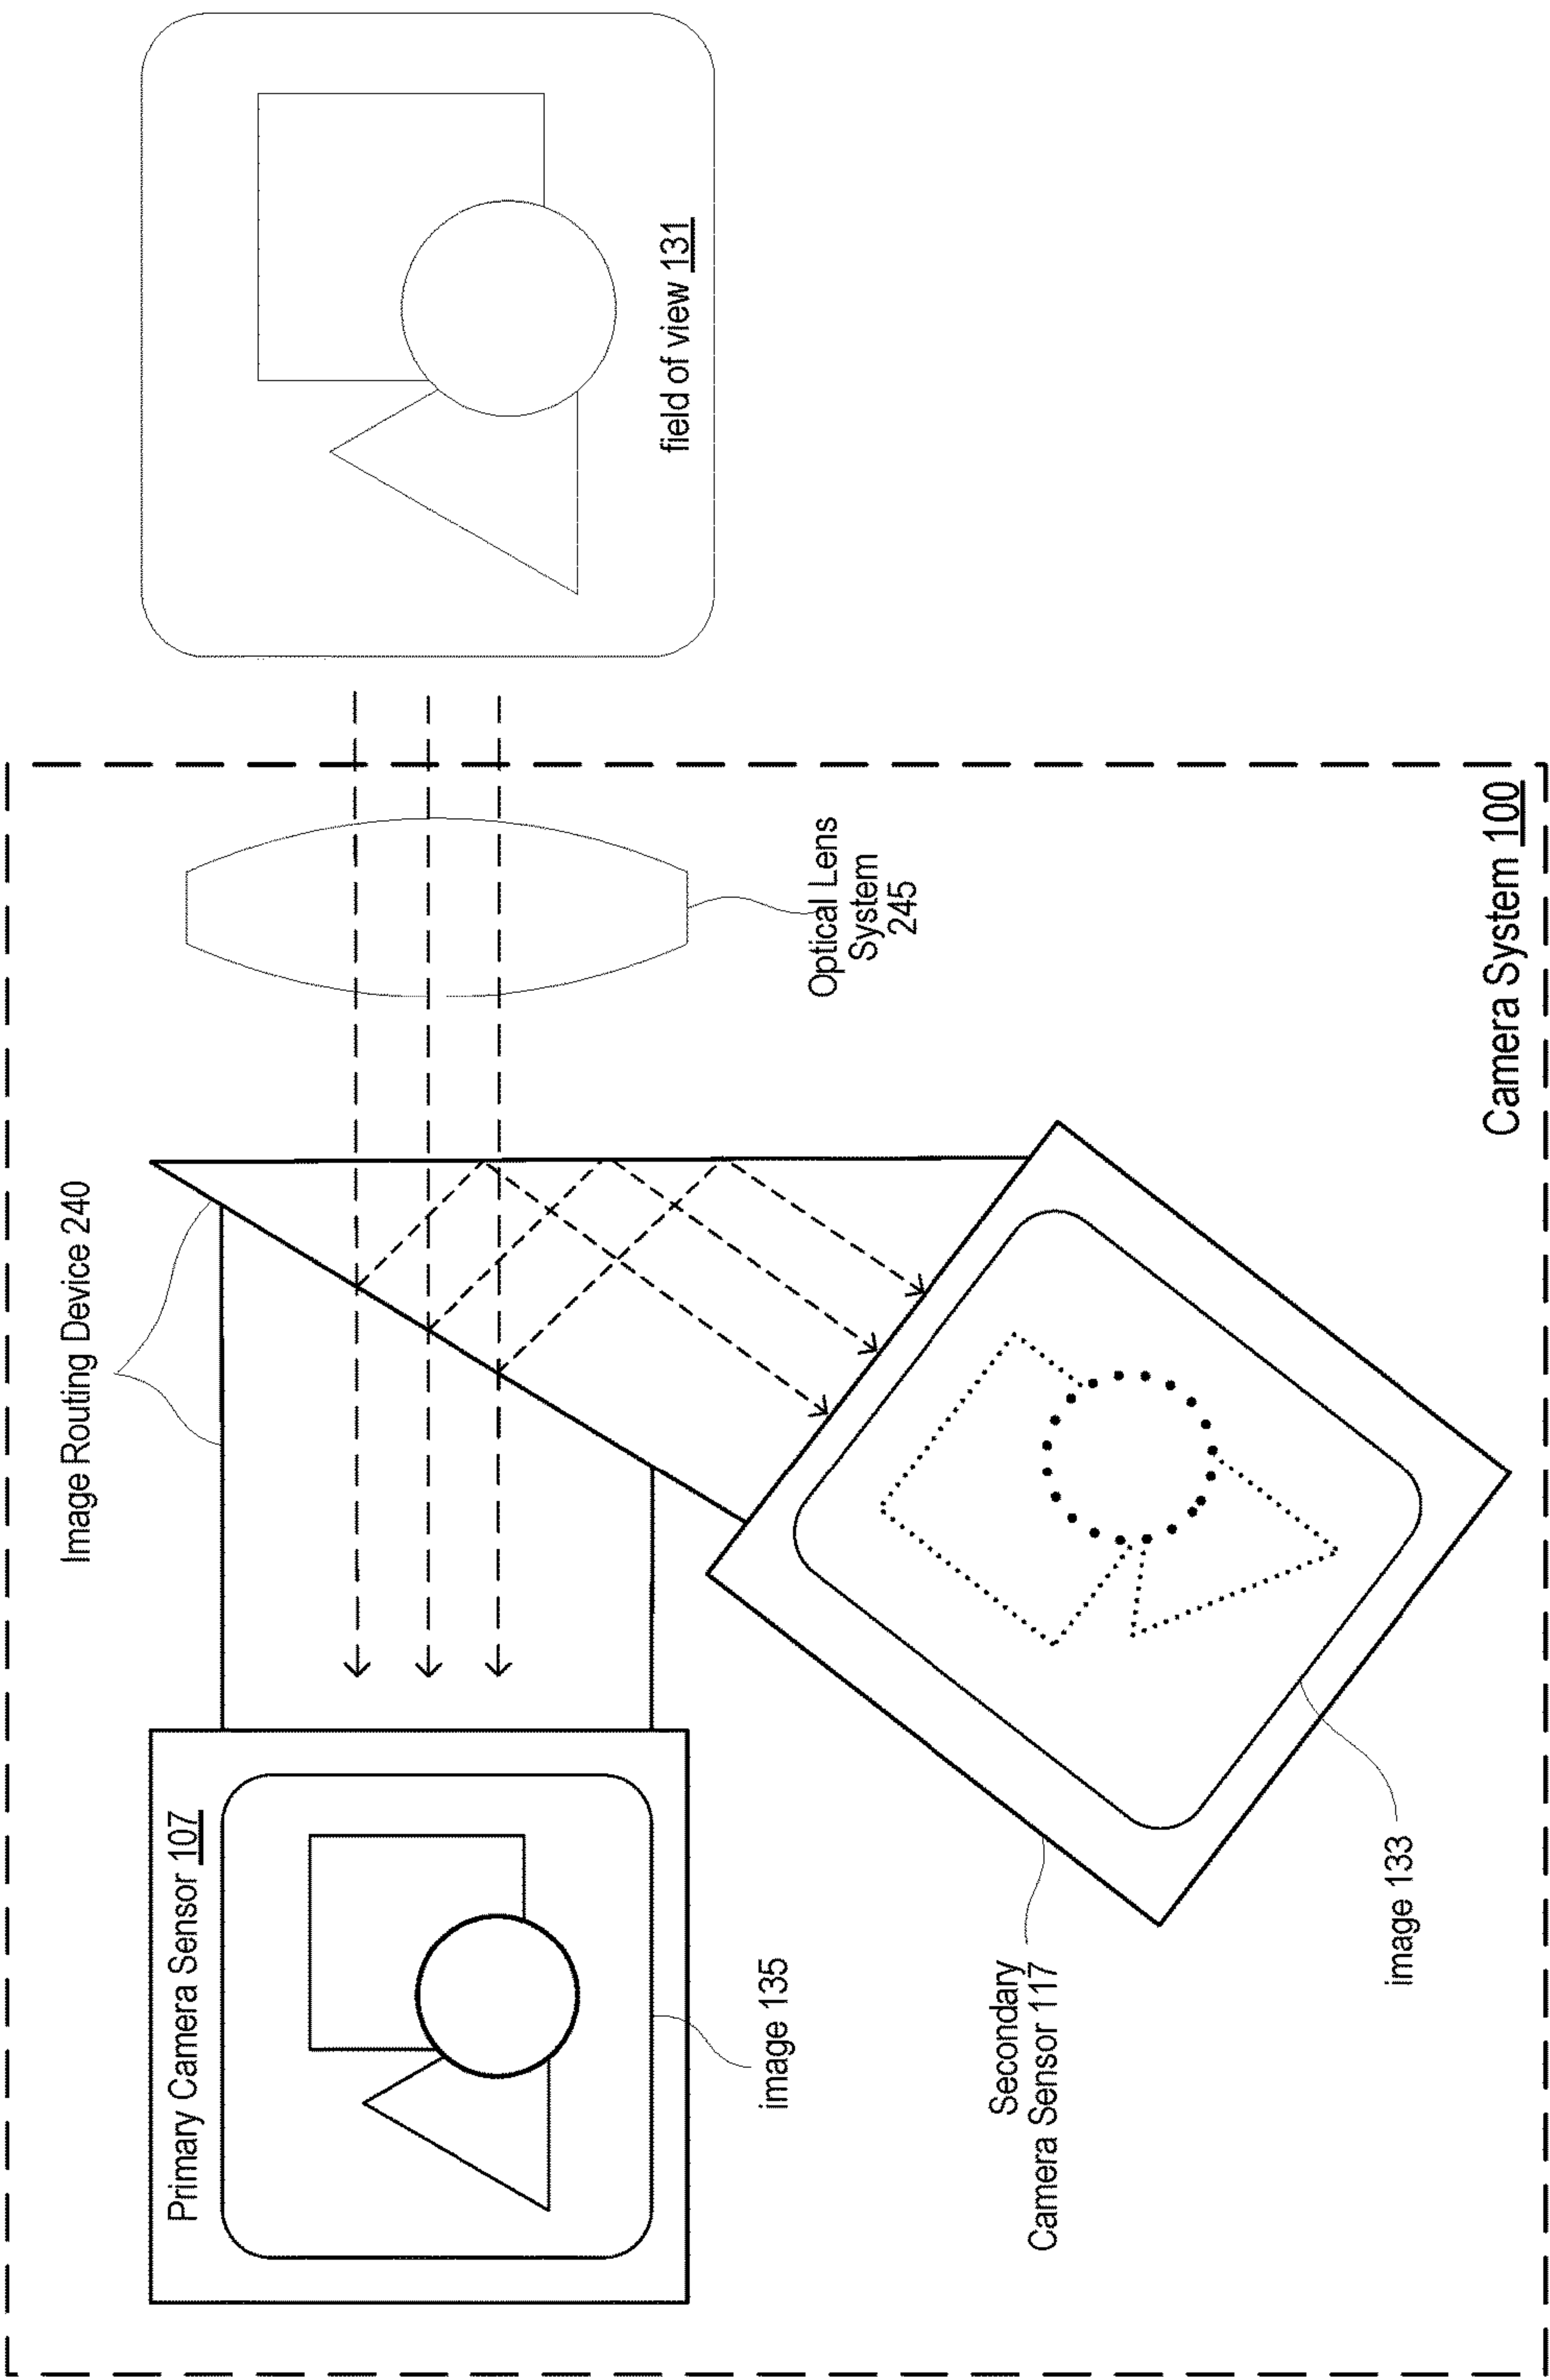 Image Routing Device 240
Primary Camera Sensor 107
field of view 131
Optical Lens
System
245
image 135
Secondary
Camera Sensor 117
image 133
Camera System 100